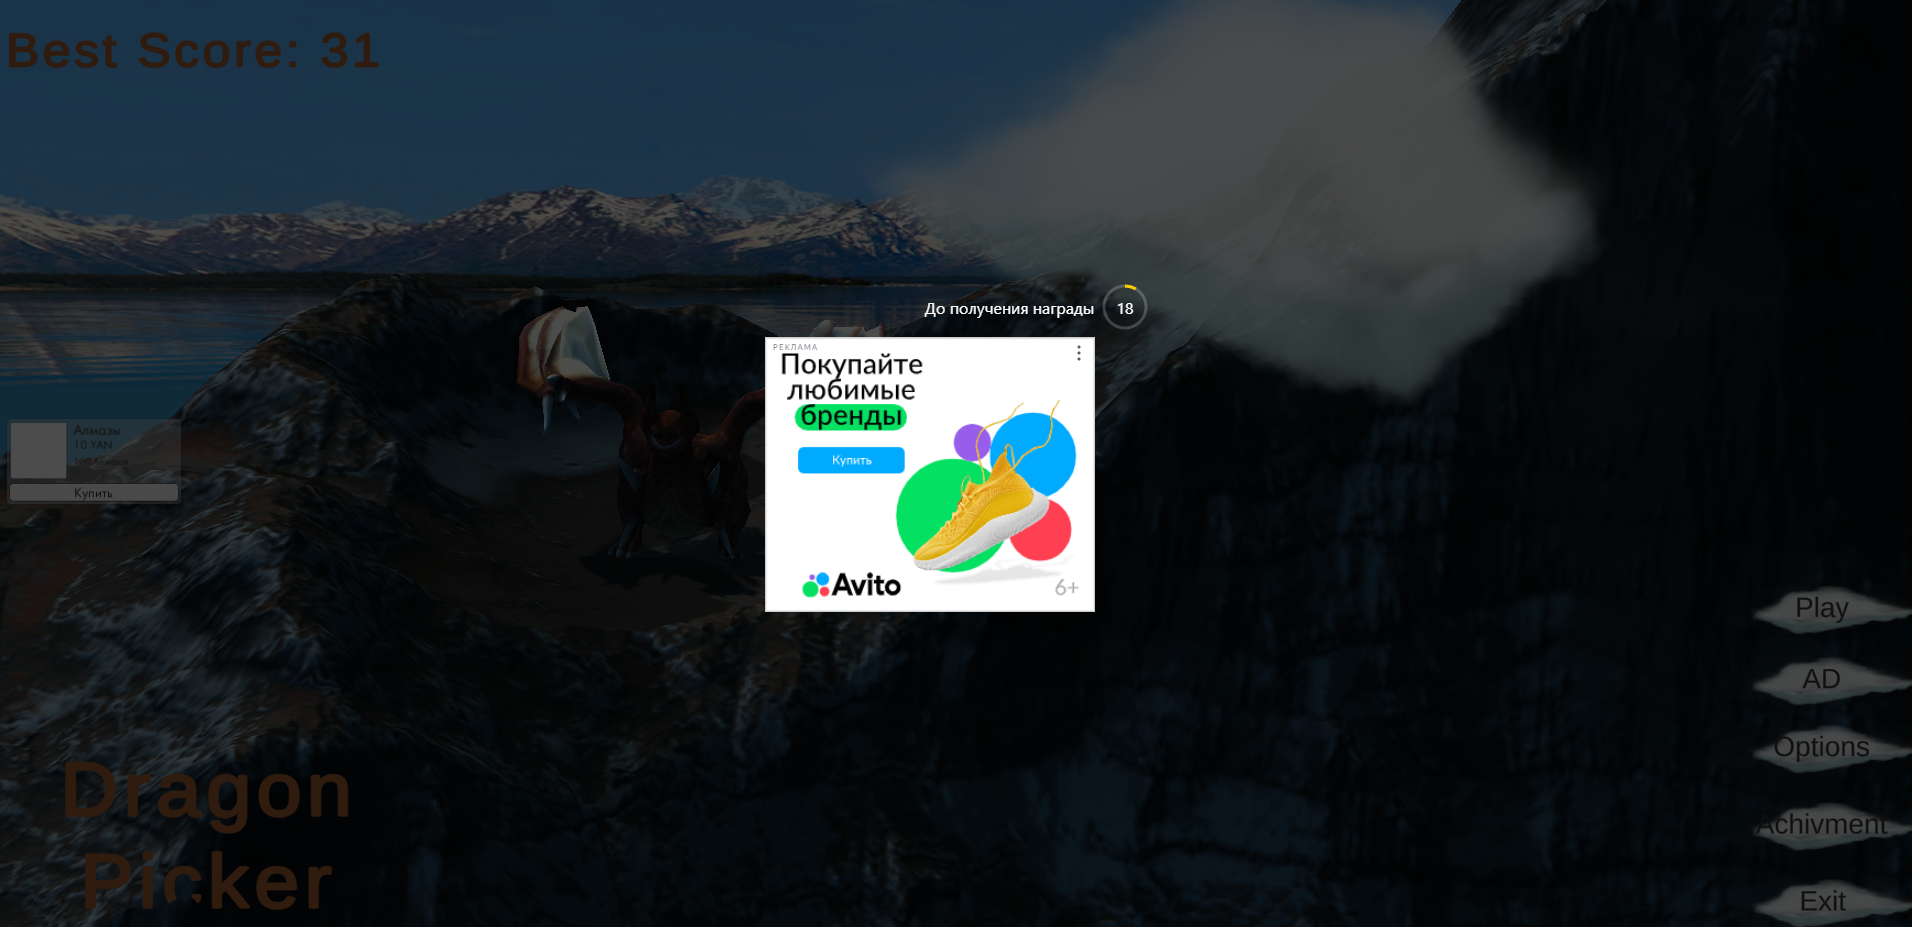 Best Score: 31
До получения награды 18
РЕКЛАМА
Покупайте
любимые
бренды
Купить
Avito
6+
Алмазы
10 YAN
Купить
Play
AD
Options
Achivment
Exit
Dragon
Picker